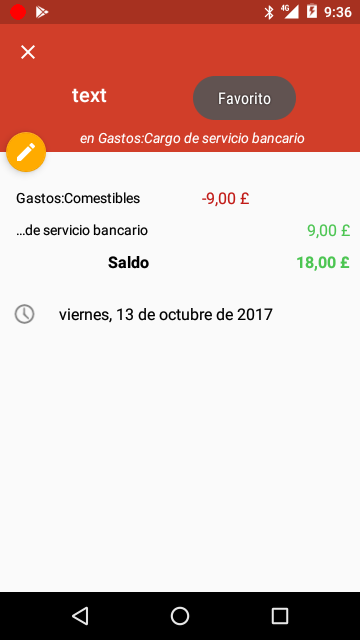 4G 9:36
text
Favorito
en Gastos:Cargo de servicio bancario
Gastos:Comestibles -9,00 £
...de servicio bancario 9,00 £
Saldo 18,00 £
viernes, 13 de octubre de 2017